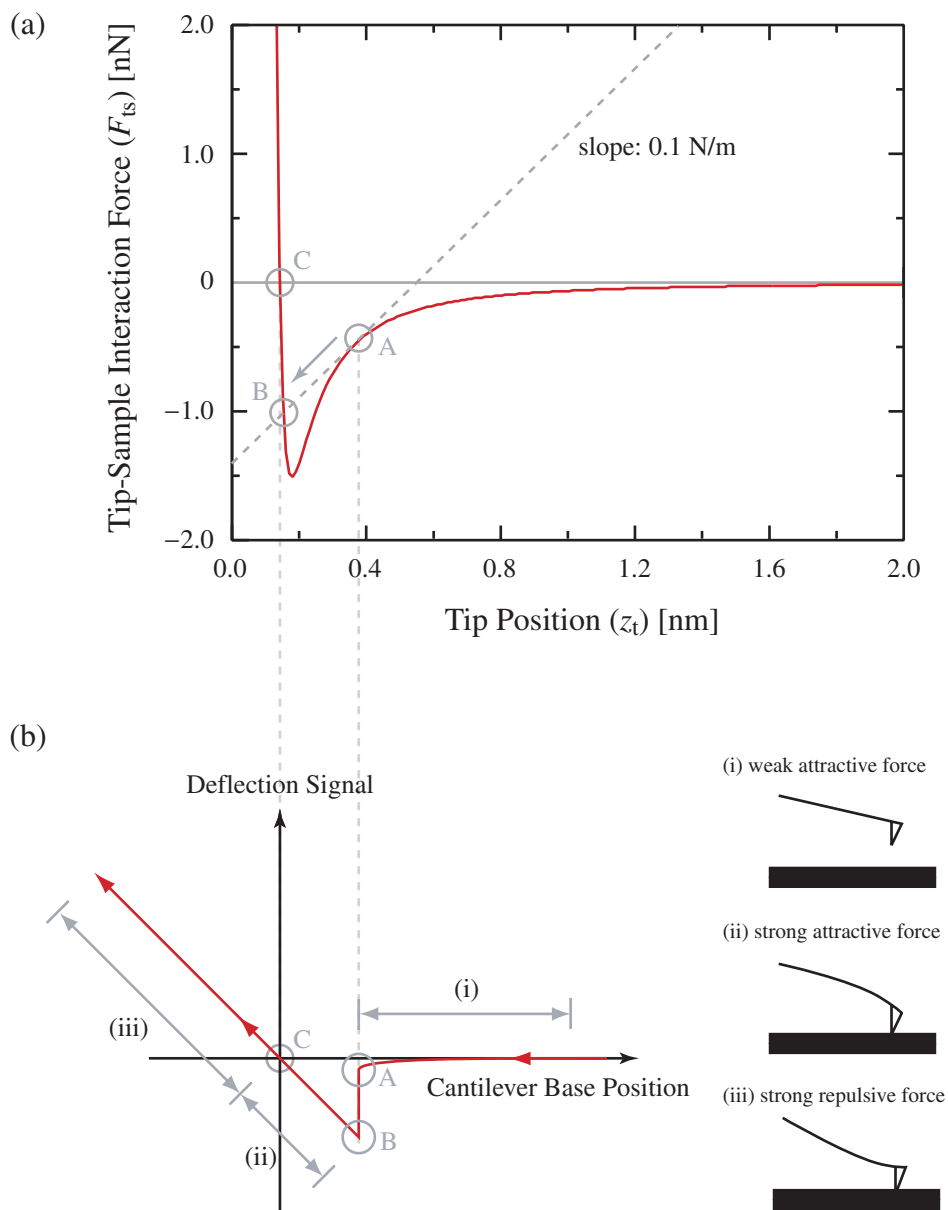 (a)
Tip-Sample Interaction Force (F_ts) [nN]
2.0
1.0
0
−1.0
-2.0
slope: 0.1 N/m
C
A
B
0.0
0.4
0.8
1.2
1.6
2.0
Tip Position (z_t) [nm]
(b)
Deflection Signal
(i)
(iii)
C
A
Cantilever Base Position
B
(ii)
(i) weak attractive force
(ii) strong attractive force
(iii) strong repulsive force